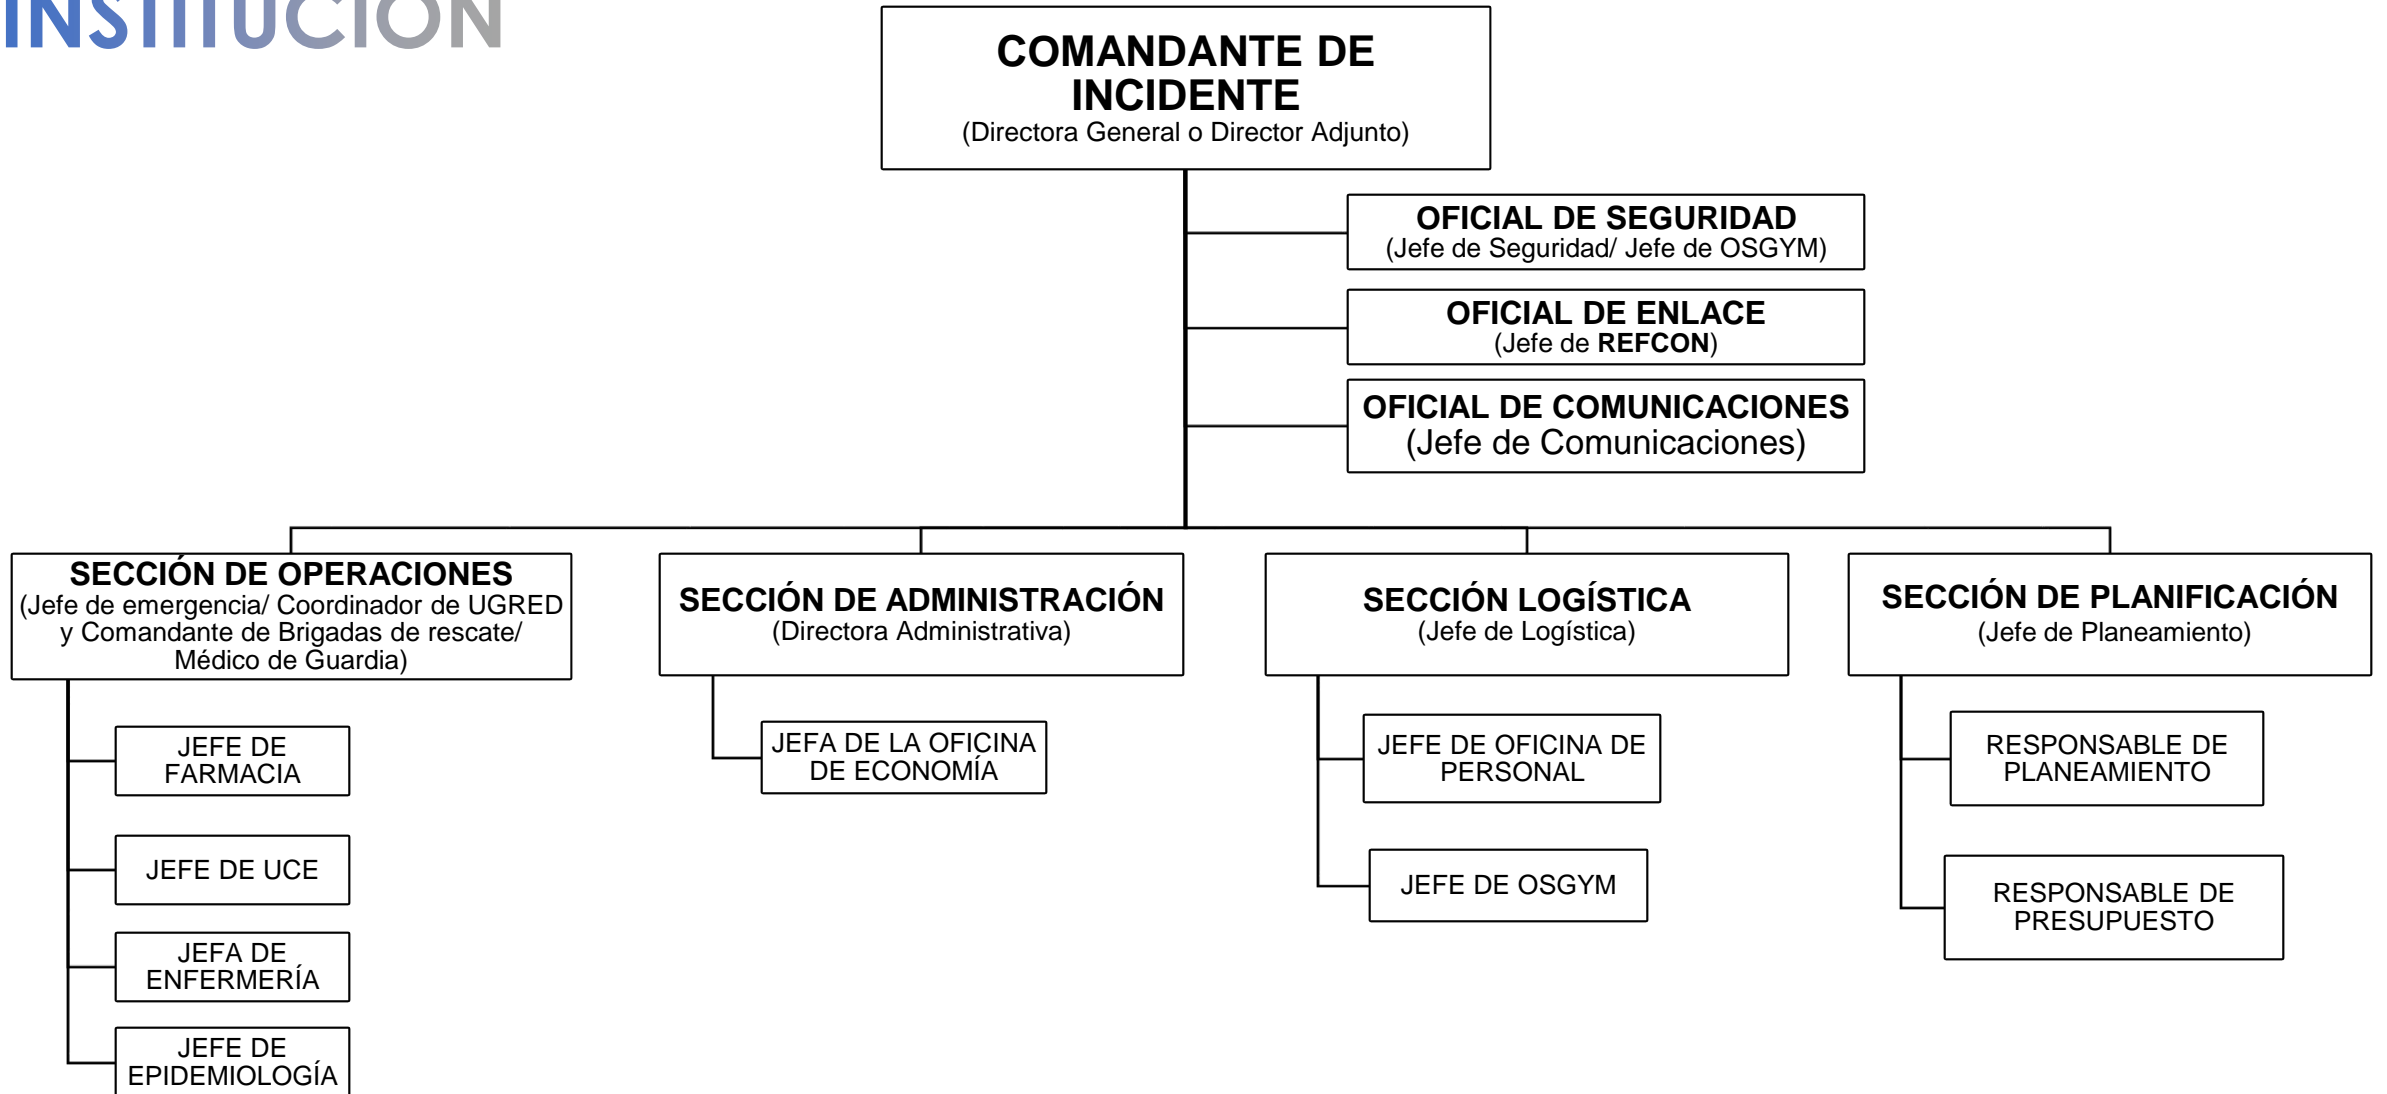 INSTITUCIÓN
COMANDANTE DE
INCIDENTE
(Directora General o Director Adjunto)
OFICIAL DE SEGURIDAD
(Jefe de Seguridad/ Jefe de OSGYM)
OFICIAL DE ENLACE
(Jefe de REFCON)
OFICIAL DE COMUNICACIONES
(Jefe de Comunicaciones)
SECCIÓN DE OPERACIONES
(Jefe de emergencia/ Coordinador de UGRED
y Comandante de Brigadas de rescate/
Médico de Guardia)
JEFE DE
FARMACIA
JEFE DE UCE
JEFA DE
ENFERMERÍA
JEFE DE
EPIDEMIOLOGÍA
SECCIÓN DE ADMINISTRACIÓN
(Directora Administrativa)
JEFA DE LA OFICINA
DE ECONOMÍA
SECCIÓN LOGÍSTICA
(Jefe de Logística)
JEFE DE OFICINA DE
PERSONAL
JEFE DE OSGYM
SECCIÓN DE PLANIFICACIÓN
(Jefe de Planeamiento)
RESPONSABLE DE
PLANEAMIENTO
RESPONSABLE DE
PRESUPUESTO